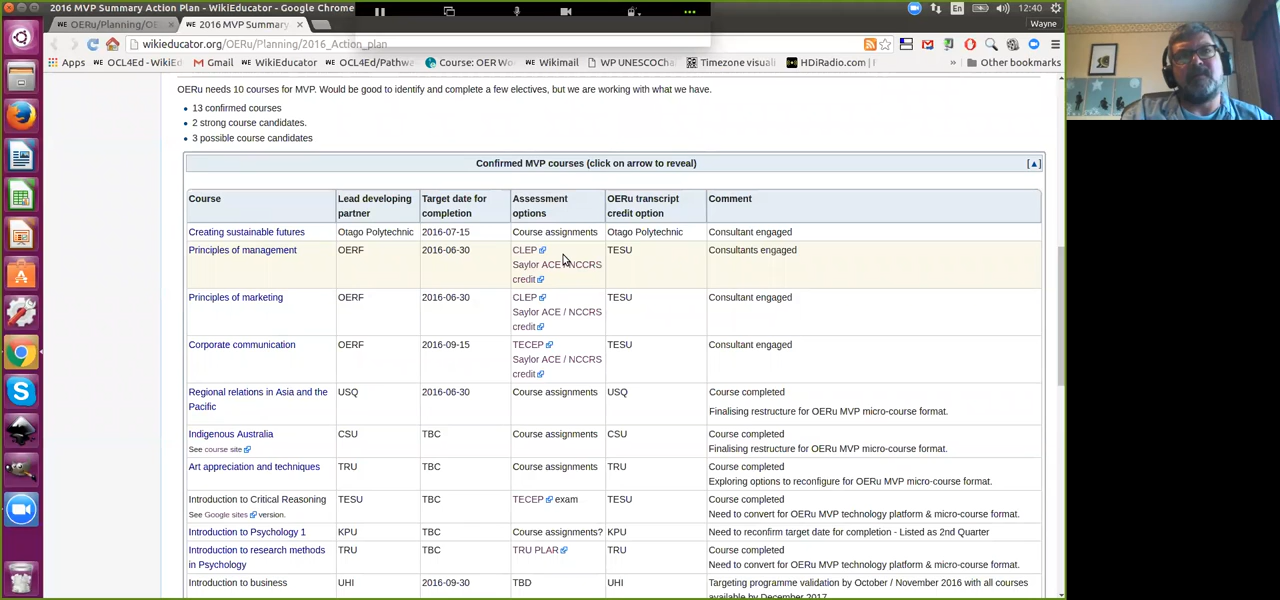 2016 MVP Summary Action Plan - WikiEducator - Google Chrome
En
12:40
WE OERu/Planning/OE
WE 2016 MVP Summary
Wayne
wikieducator.org/OERu/Planning/2016_Action_plan
Apps
WE OCL4Ed -WikiEd
Gmail
WE WikiEducator
WE OCL4Ed/Pathwa
Course: OER Wo
WE Wikimail
WP UNESCOCha
Timezone visuali
HDiRadio.com | f
»
Other bookmarks
OERu needs 10 courses for MVP. Would be good to identify and complete a few electives, but we are working with what we have.
13 confirmed courses
2 strong course candidates.
3 possible course candidates
Confirmed MVP courses (click on arrow to reveal) [▲]
Course
Lead developing partner
Target date for completion
Assessment options
OERu transcript credit option
Comment
Creating sustainable futures Otago Polytechnic 2016-07-15 Course assignments Otago Polytechnic Consultant engaged
Principles of management OERF 2016-06-30 CLEP TESU Consultants engaged
Saylor ACE / NCCRS
credit
Principles of marketing OERF 2016-06-30 CLEP TESU Consultant engaged
Saylor ACE / NCCRS
credit
Corporate communication OERF 2016-09-15 TECEP TESU Consultant engaged
Saylor ACE / NCCRS
credit
Regional relations in Asia and the USQ 2016-06-30 Course assignments USQ Course completed
Pacific Finalising restructure for OERu MVP micro-course format.
Indigenous Australia CSU TBC Course assignments CSU Course completed
See course site Finalising restructure for OERu MVP micro-course format.
Art appreciation and techniques TRU TBC Course assignments TRU Course completed
Exploring options to reconfigure for OERu MVP micro-course format.
Introduction to Critical Reasoning TESU TBC TECEP exam TESU Course completed
See Google sites version. Need to convert for OERu MVP technology platform & micro-course format.
Introduction to Psychology 1 KPU TBC Course assignments? KPU Need to reconfirm target date for completion - Listed as 2nd Quarter
Introduction to research methods TRU TBC TRU PLAR TRU Course completed
in Psychology Need to convert for OERu MVP technology platform & micro-course format.
Introduction to business UHI 2016-09-30 TBD UHI Targeting programme validation by October / November 2016 with all courses
available by December 2017